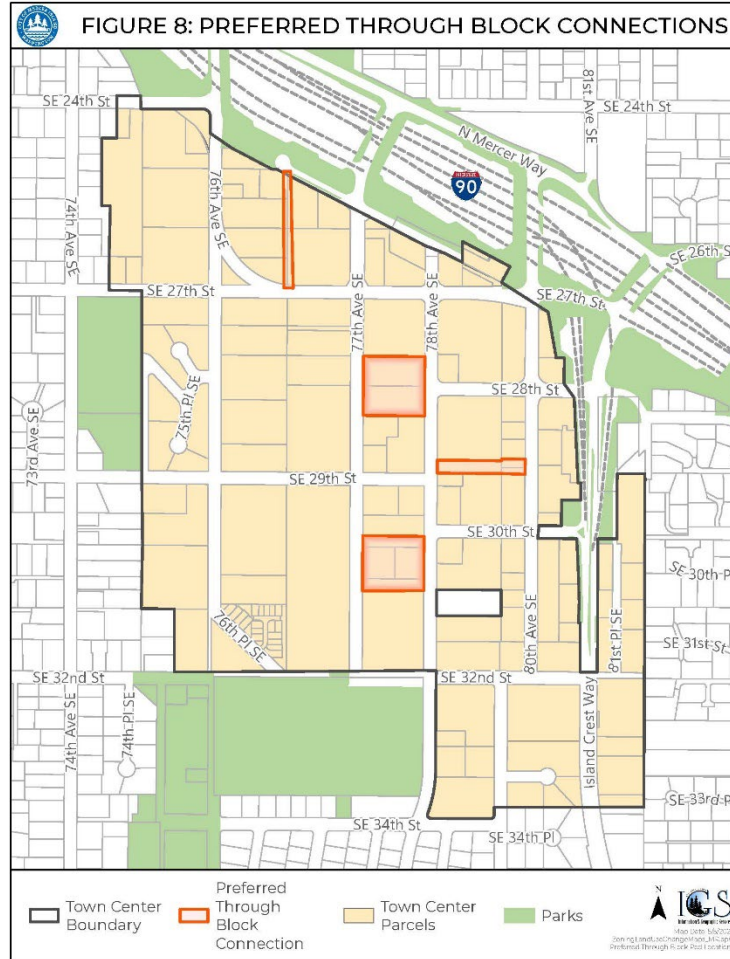 FIGURE 8: PREFERRED THROUGH BLOCK CONNECTIONS
SE 24th St
81st Ave SE
SE 24th St
N Mercer Way
74th Ave SE
76th Ave SE
90
SE 26th S
SE 27th St
77th Ave SE
78th Ave SE
SE 27th St
75th Pl SE
SE 28th St
73rd Ave SE
SE 29th St
SE 30th St
SE 30th P
76th Pl SE
80th Ave SE
81st Pl SE
SE 31st St
SE 32nd St
SE 32nd St
74th Ave SE
74th Pl SE
Island Crest Way
SE 33rd P
SE 34th St
SE 34th Pl
Town Center
Boundary
Preferred
Through
Block
Connection
Town Center
Parcels
Parks
N
IGS